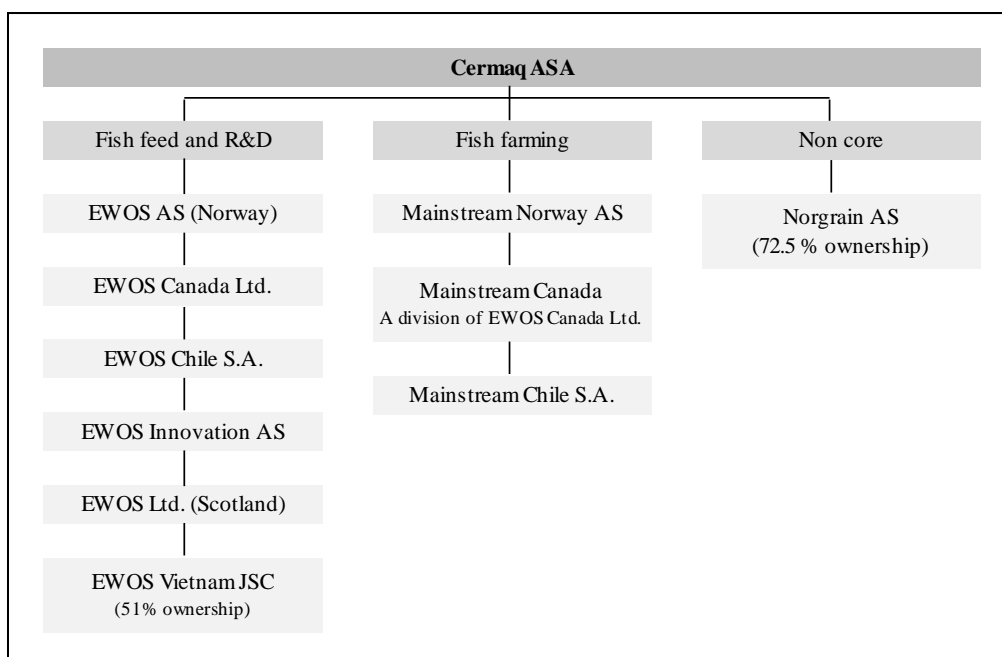 Cermaq ASA
Fish feed and R&D
EWOS AS (Norway)
EWOS Canada Ltd.
EWOS Chile S.A.
EWOS Innovation AS
EWOS Ltd. (Scotland)
EWOS Vietnam JSC
(51% ownership)
Fish farming
Mainstream Norway AS
Mainstream Canada
A division of EWOS Canada Ltd.
Mainstream Chile S.A.
Non core
Norgrain AS
(72.5 % ownership)